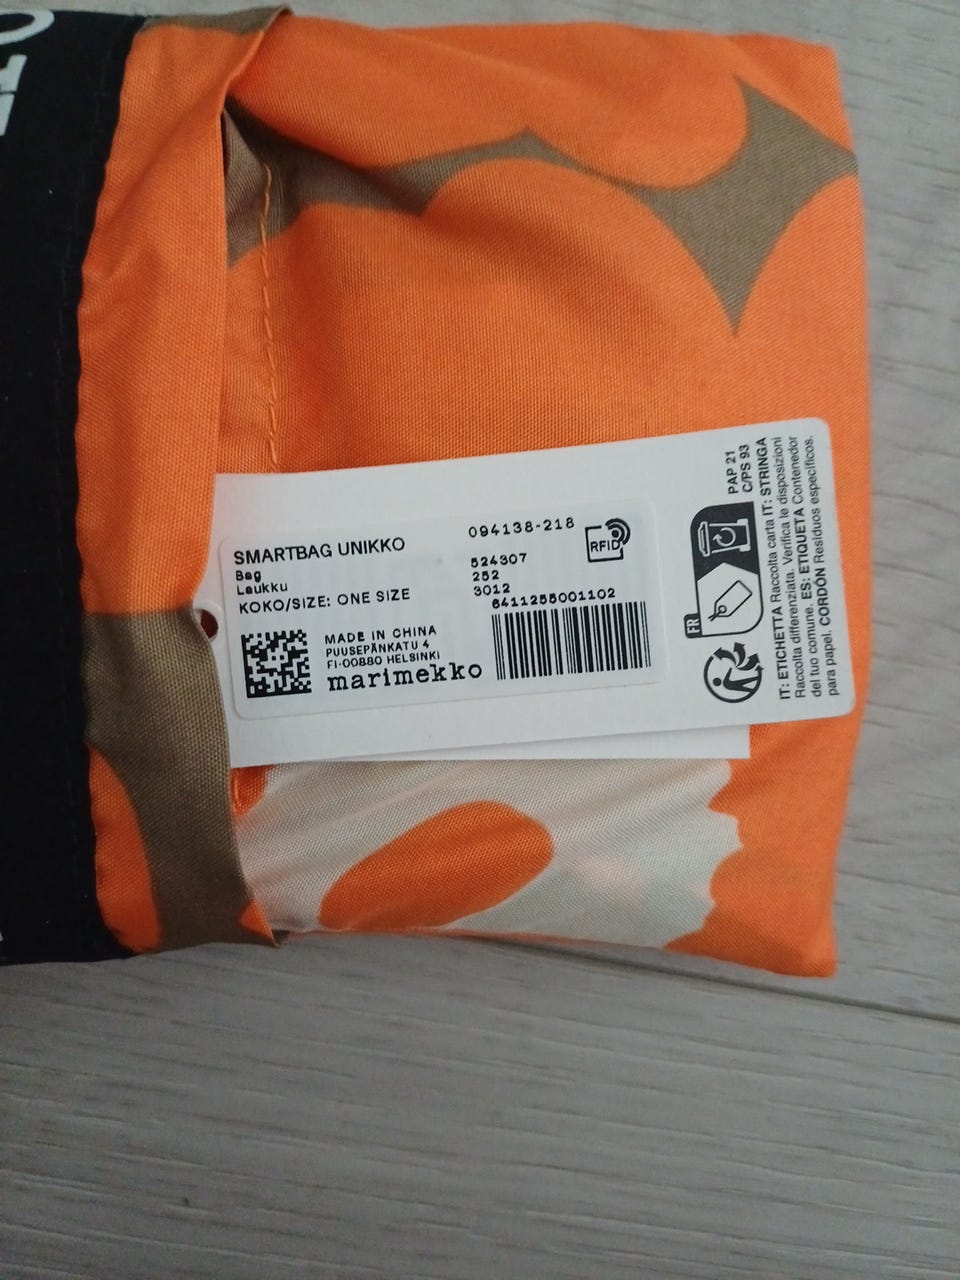 SMARTBAG UNIKKO
Bag
Laukku
KOKO/SIZE: ONE SIZE
094138-218
524307
252
3012
6411255001102
RFID
MADE IN CHINA
PUUSEPÄNKATU 4
FI-00880 HELSINKI
marimekko
FR
PAP 21
C/PS 93
IT: ETICHETTA Raccolta carta IT: STRINGA
Raccolta differenziata. Verifica le disposizioni
del tuo comune. ES: ETIQUETA Contenedor
para papel. CORDÓN Residuos específicos.